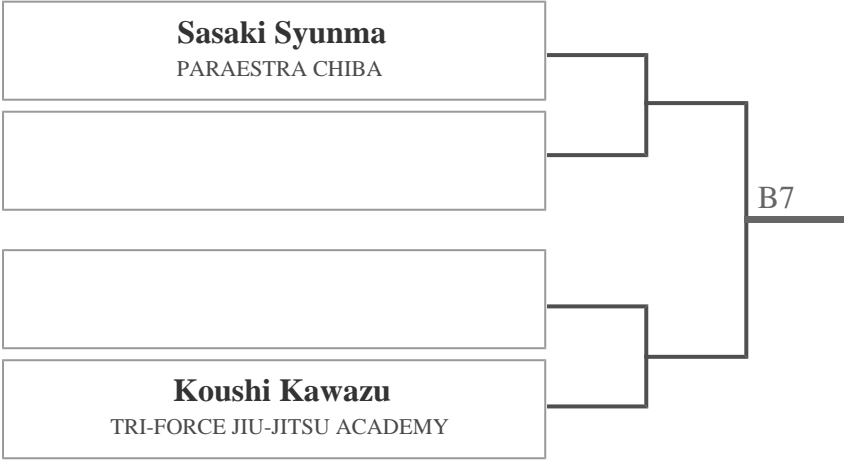 Sasaki Syunma
PARAESTRA CHIBA
B7
Koushi Kawazu
TRI-FORCE JIU-JITSU ACADEMY